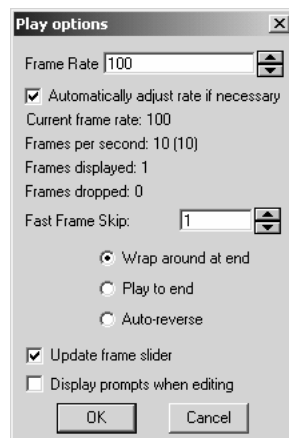 Play options
Frame Rate 100
Automatically adjust rate if necessary
Current frame rate: 100
Frames per second: 10 (10)
Frames displayed: 1
Frames dropped: 0
Fast Frame Skip: 1
Wrap around at end
Play to end
Auto-reverse
Update frame slider
Display prompts when editing
OK Cancel